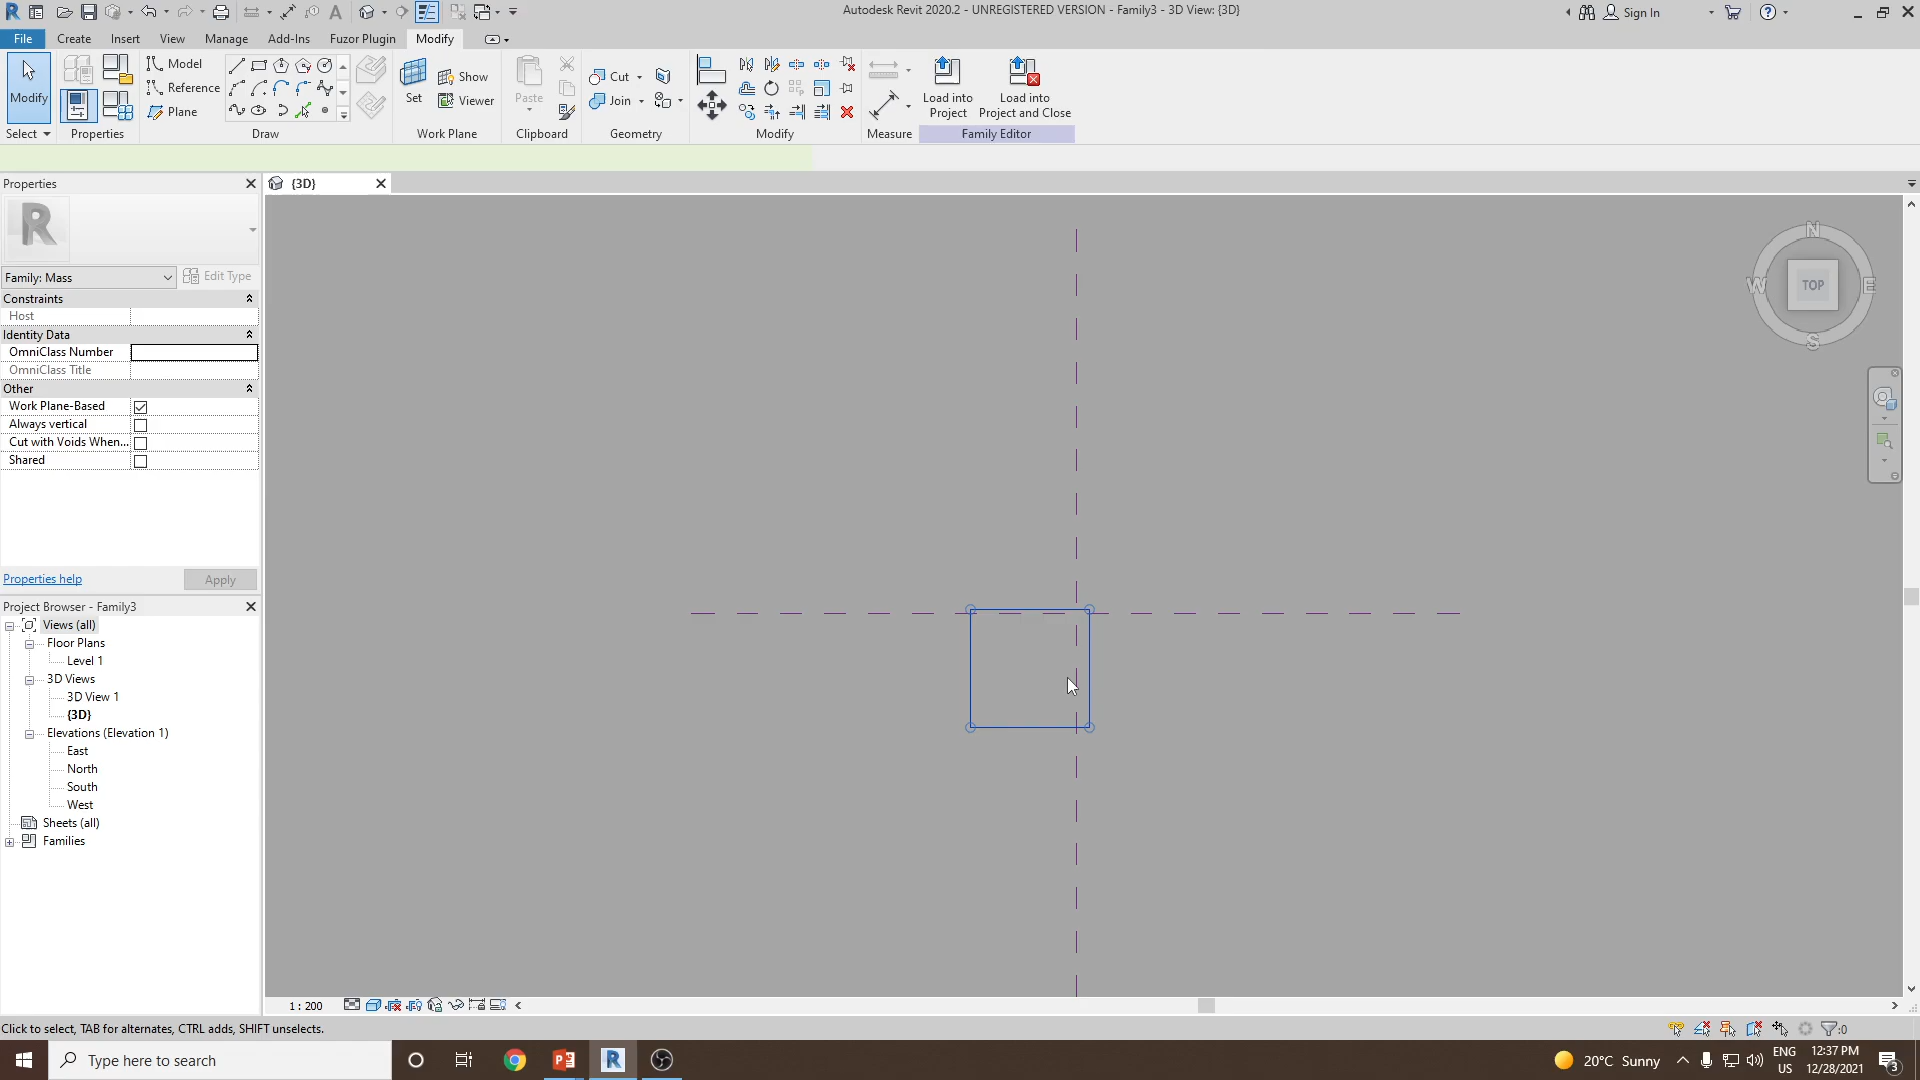 Autodesk Revit 2020.2 - UNREGISTERED VERSION - Family3 - 3D View: {3D}
Sign In
File Create Insert View Manage Add-Ins Fuzor Plugin Modify
Modify
Select
Properties
Model
Reference
Plane
Draw
Set
Show
Viewer
Work Plane
Paste
Clipboard
Cut
Join
Geometry
Modify
Measure
Load into
Project
Load into
Project and Close
Family Editor
Properties
{3D}
R
Family: Mass
Edit Type
Constraints
Host
Identity Data
OmniClass Number
OmniClass Title
Other
Work Plane-Based
Always vertical
Cut with Voids When...
Shared
Properties help
Apply
N
W TOP E
S
Project Browser - Family3
Views (all)
Floor Plans
Level 1
3D Views
3D View 1
{3D}
Elevations (Elevation 1)
East
North
South
West
Sheets (all)
Families
1 : 200
Click to select, TAB for alternates, CTRL adds, SHIFT unselects.
:0
Type here to search
20°C Sunny
ENG
US
12:37 PM
12/28/2021
3